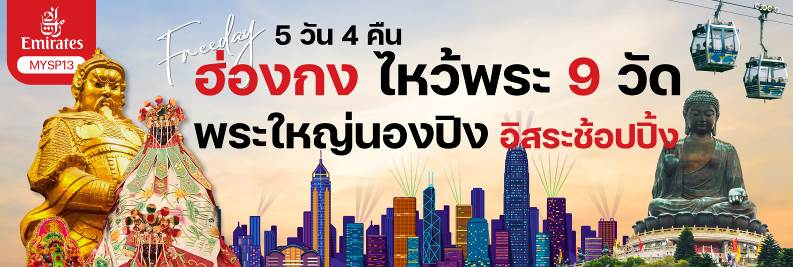 Emirates
MYSP13
Freeday 5 วัน 4 คืน
ฮ่องกง ไหว้พระ 9 วัด
พระใหญ่นองปิง อิสระช้อปปิ้ง